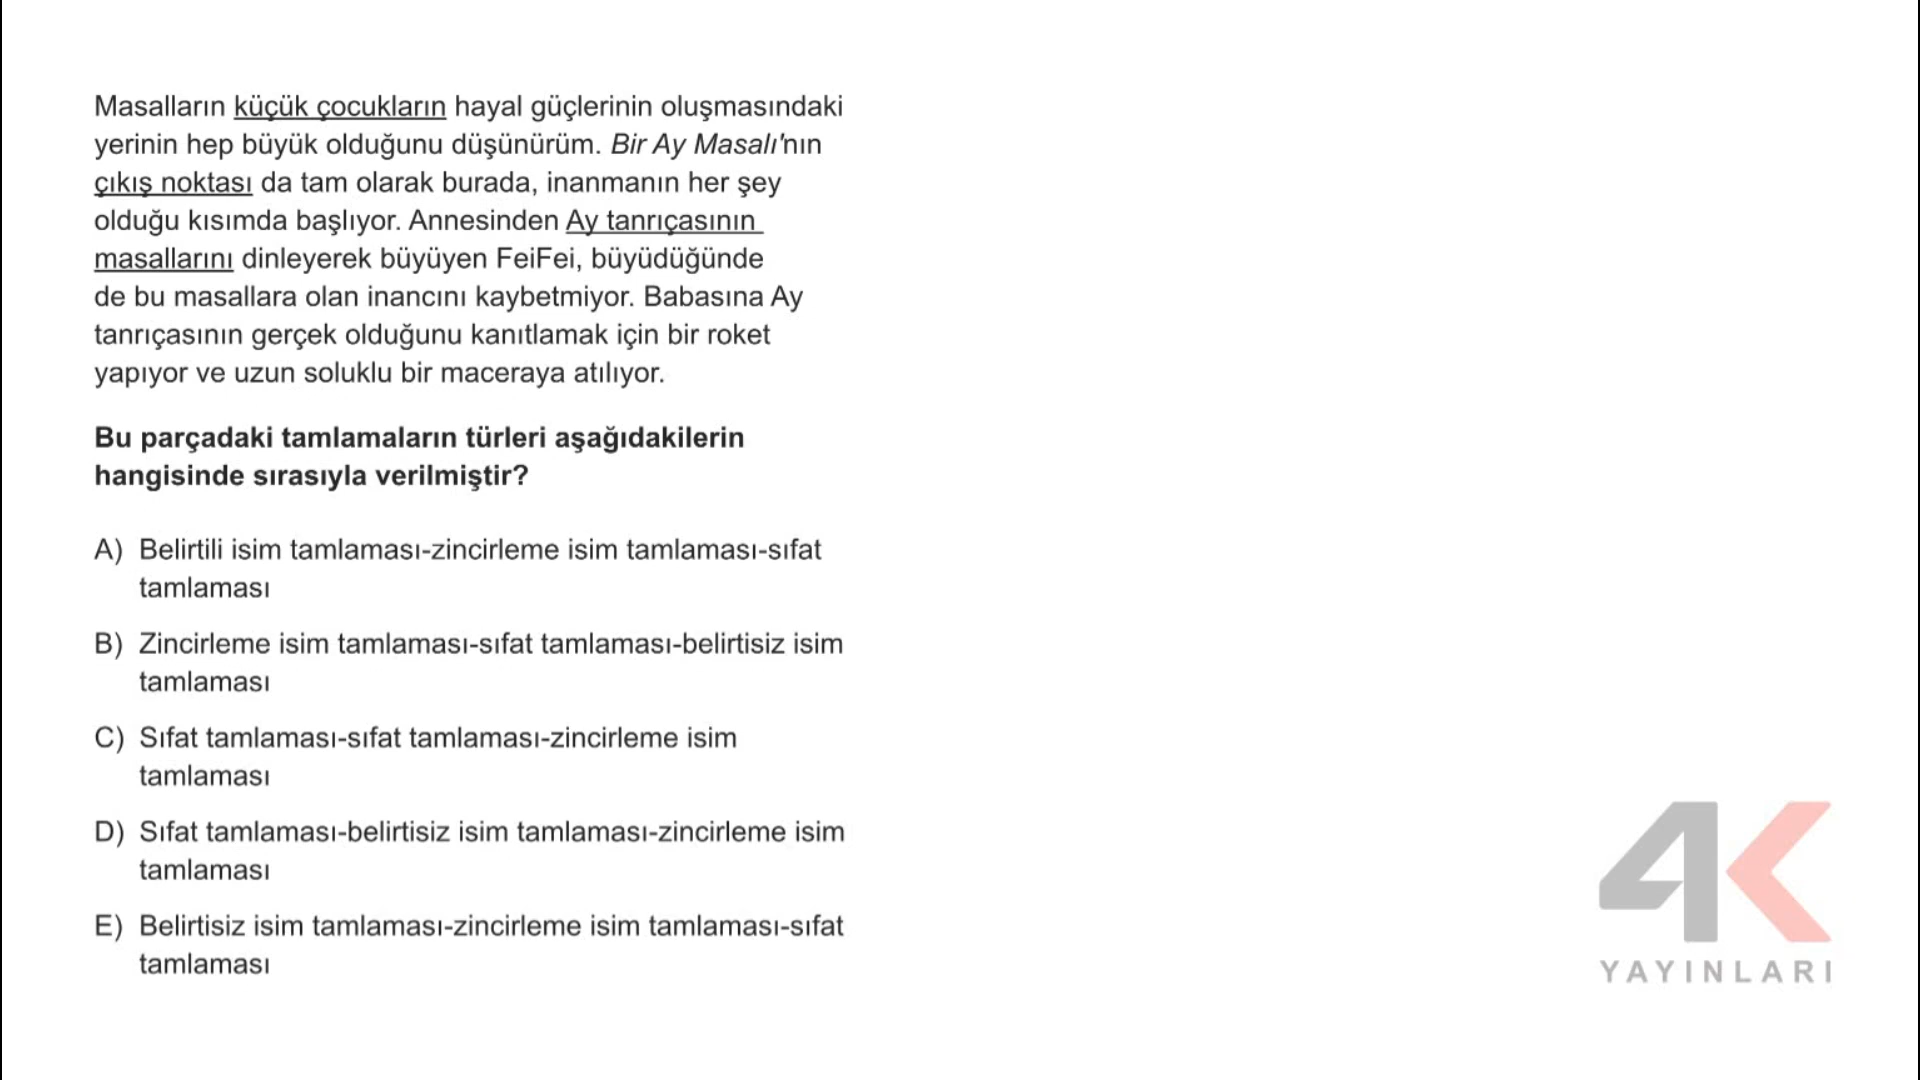 Masalların küçük çocukların hayal güçlerinin oluşmasındaki
yerinin hep büyük olduğunu düşünürüm. Bir Ay Masalı'nın
çıkış noktası da tam olarak burada, inanmanın her şey
olduğu kısımda başlıyor. Annesinden Ay tanrıçasının
masallarını dinleyerek büyüyen FeiFei, büyüdüğünde
de bu masallara olan inancını kaybetmiyor. Babasına Ay
tanrıçasının gerçek olduğunu kanıtlamak için bir roket
yapıyor ve uzun soluklu bir maceraya atılıyor.
Bu parçadaki tamlamaların türleri aşağıdakilerin
hangisinde sırasıyla verilmiştir?
A) Belirtili isim tamlaması-zincirleme isim tamlaması-sıfat
tamlaması
B) Zincirleme isim tamlaması-sıfat tamlaması-belirtisiz isim
tamlaması
C) Sıfat tamlaması-sıfat tamlaması-zincirleme isim
tamlaması
D) Sıfat tamlaması-belirtisiz isim tamlaması-zincirleme isim
tamlaması
E) Belirtisiz isim tamlaması-zincirleme isim tamlaması-sıfat
tamlaması
4K
YAYINLARI